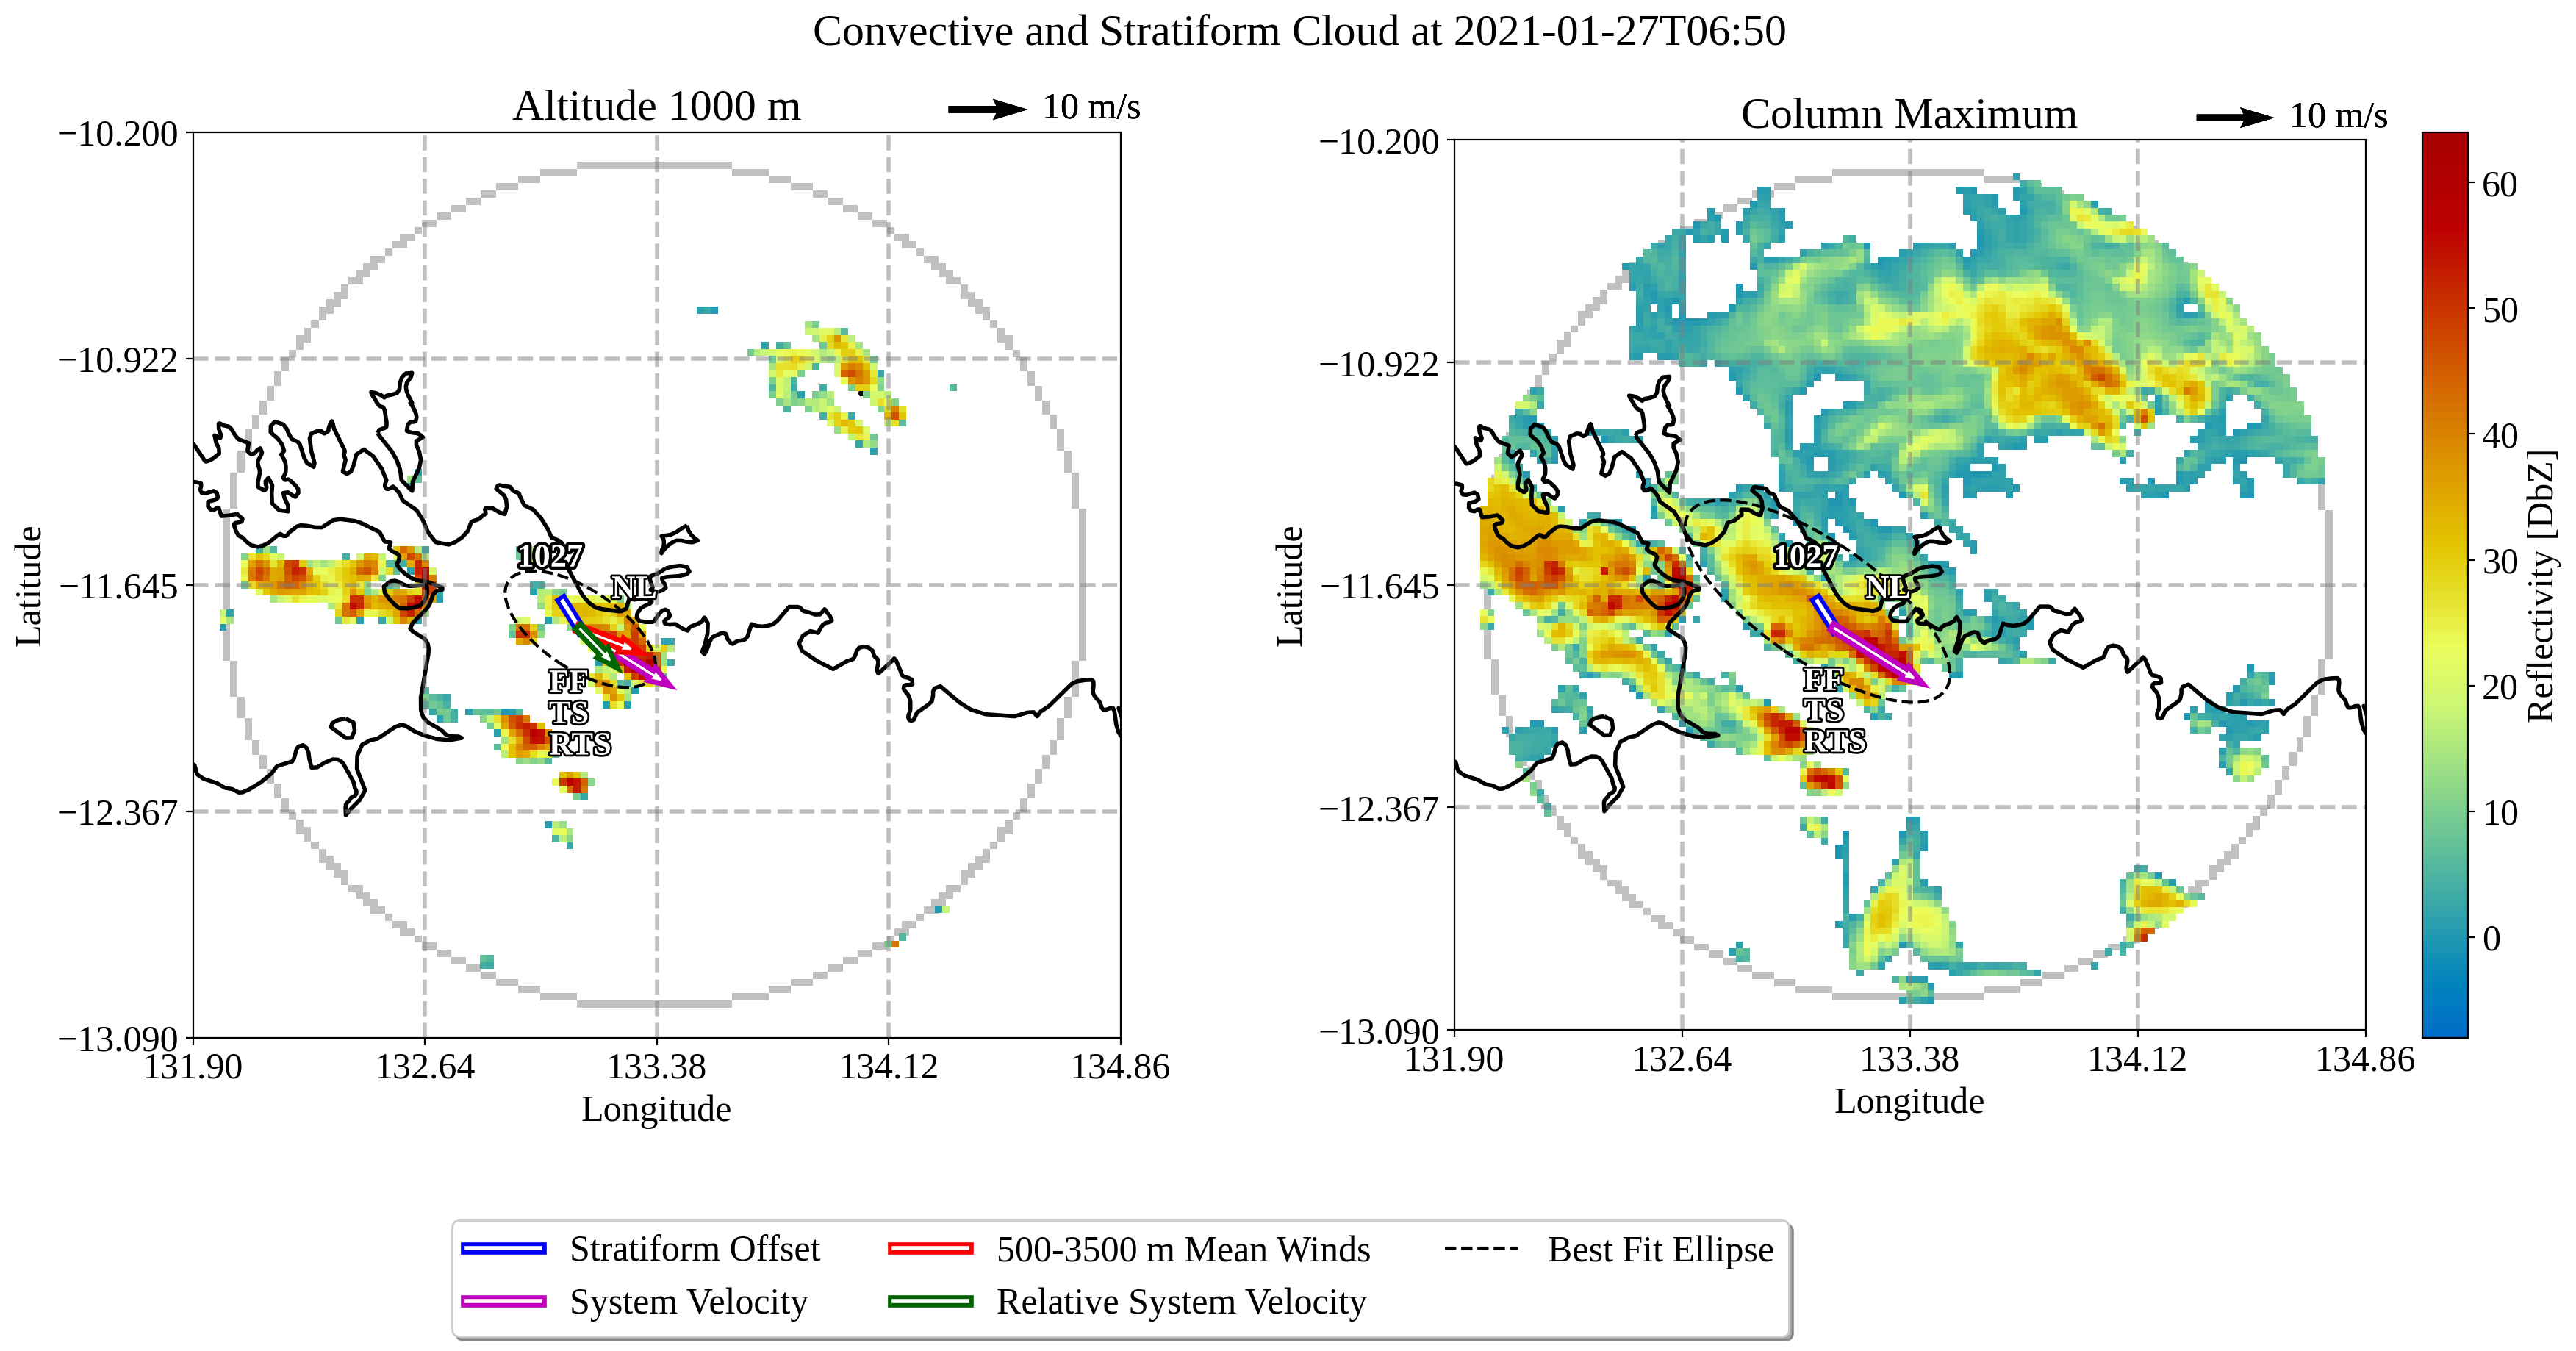 Convective and Stratiform Cloud at 2021-01-27T06:50
Altitude 1000 m
10 m/s
−10.200
−10.922
−11.645
−12.367
−13.090
Latitude
131.90
132.64
133.38
134.12
134.86
Longitude
1027
NL
FF
TS
RTS
Column Maximum
10 m/s
−10.200
−10.922
−11.645
−12.367
−13.090
Latitude
131.90
132.64
133.38
134.12
134.86
Longitude
1027
NL
FF
TS
RTS
60
50
40
30
20
10
0
Reflectivity [DbZ]
Stratiform Offset
System Velocity
500-3500 m Mean Winds
Relative System Velocity
Best Fit Ellipse